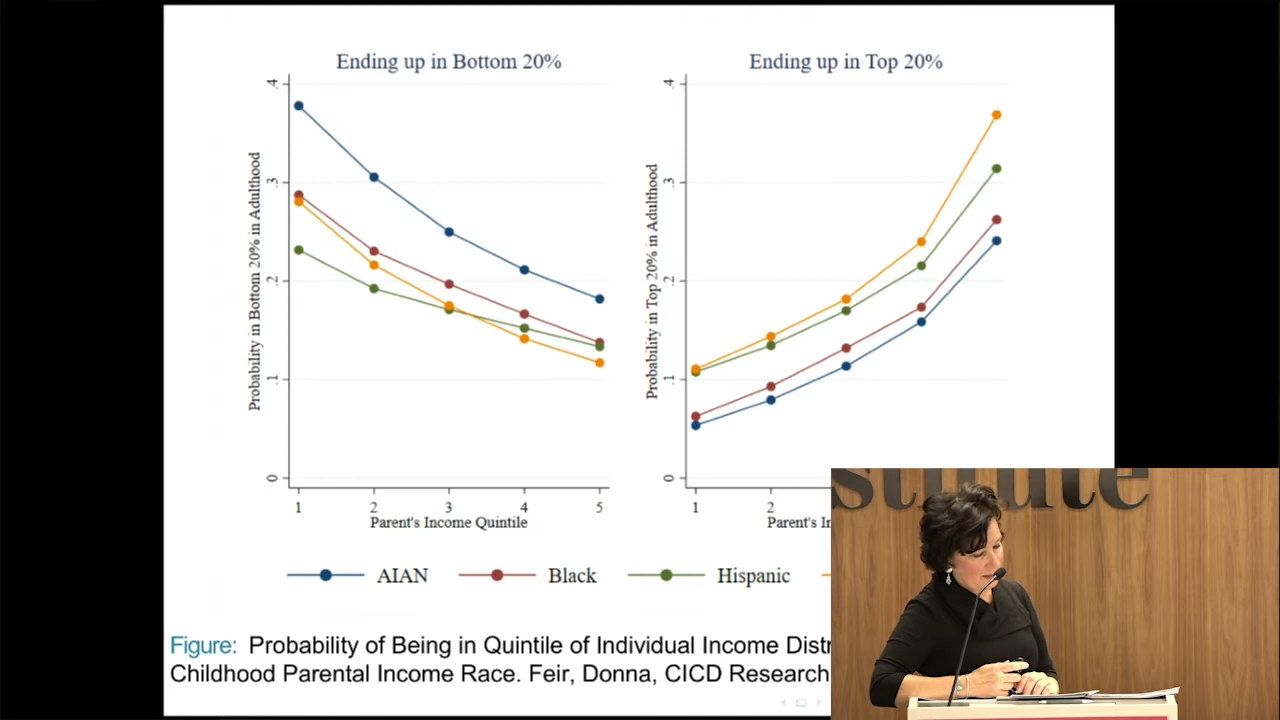 Ending up in Bottom 20%
Probability in Bottom 20% in Adulthood
.4
.3
.2
.1
0
1 2 3 4 5
Parent's Income Quintile
Ending up in Top 20%
Probability in Top 20% in Adulthood
.4
.3
.2
.1
0
1 2
Parent's
AIAN Black Hispanic
Figure: Probability of Being in Quintile of Individual Income
Childhood Parental Income Race. Feir, Donna, CICD Research